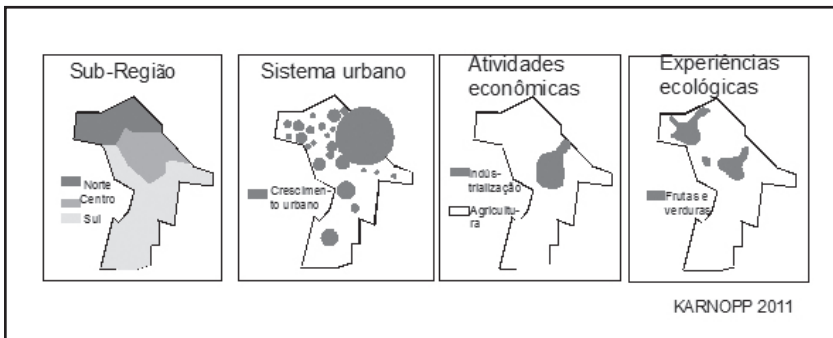 Sub-Região
Norte
Centro
Sul
Sistema urbano
Crescimen-
to urbano
Atividades
econômicas
Indús-
trialização
Agricultu-
ra
Experiências
ecológicas
Frutas e
verduras
KARNOPP 2011